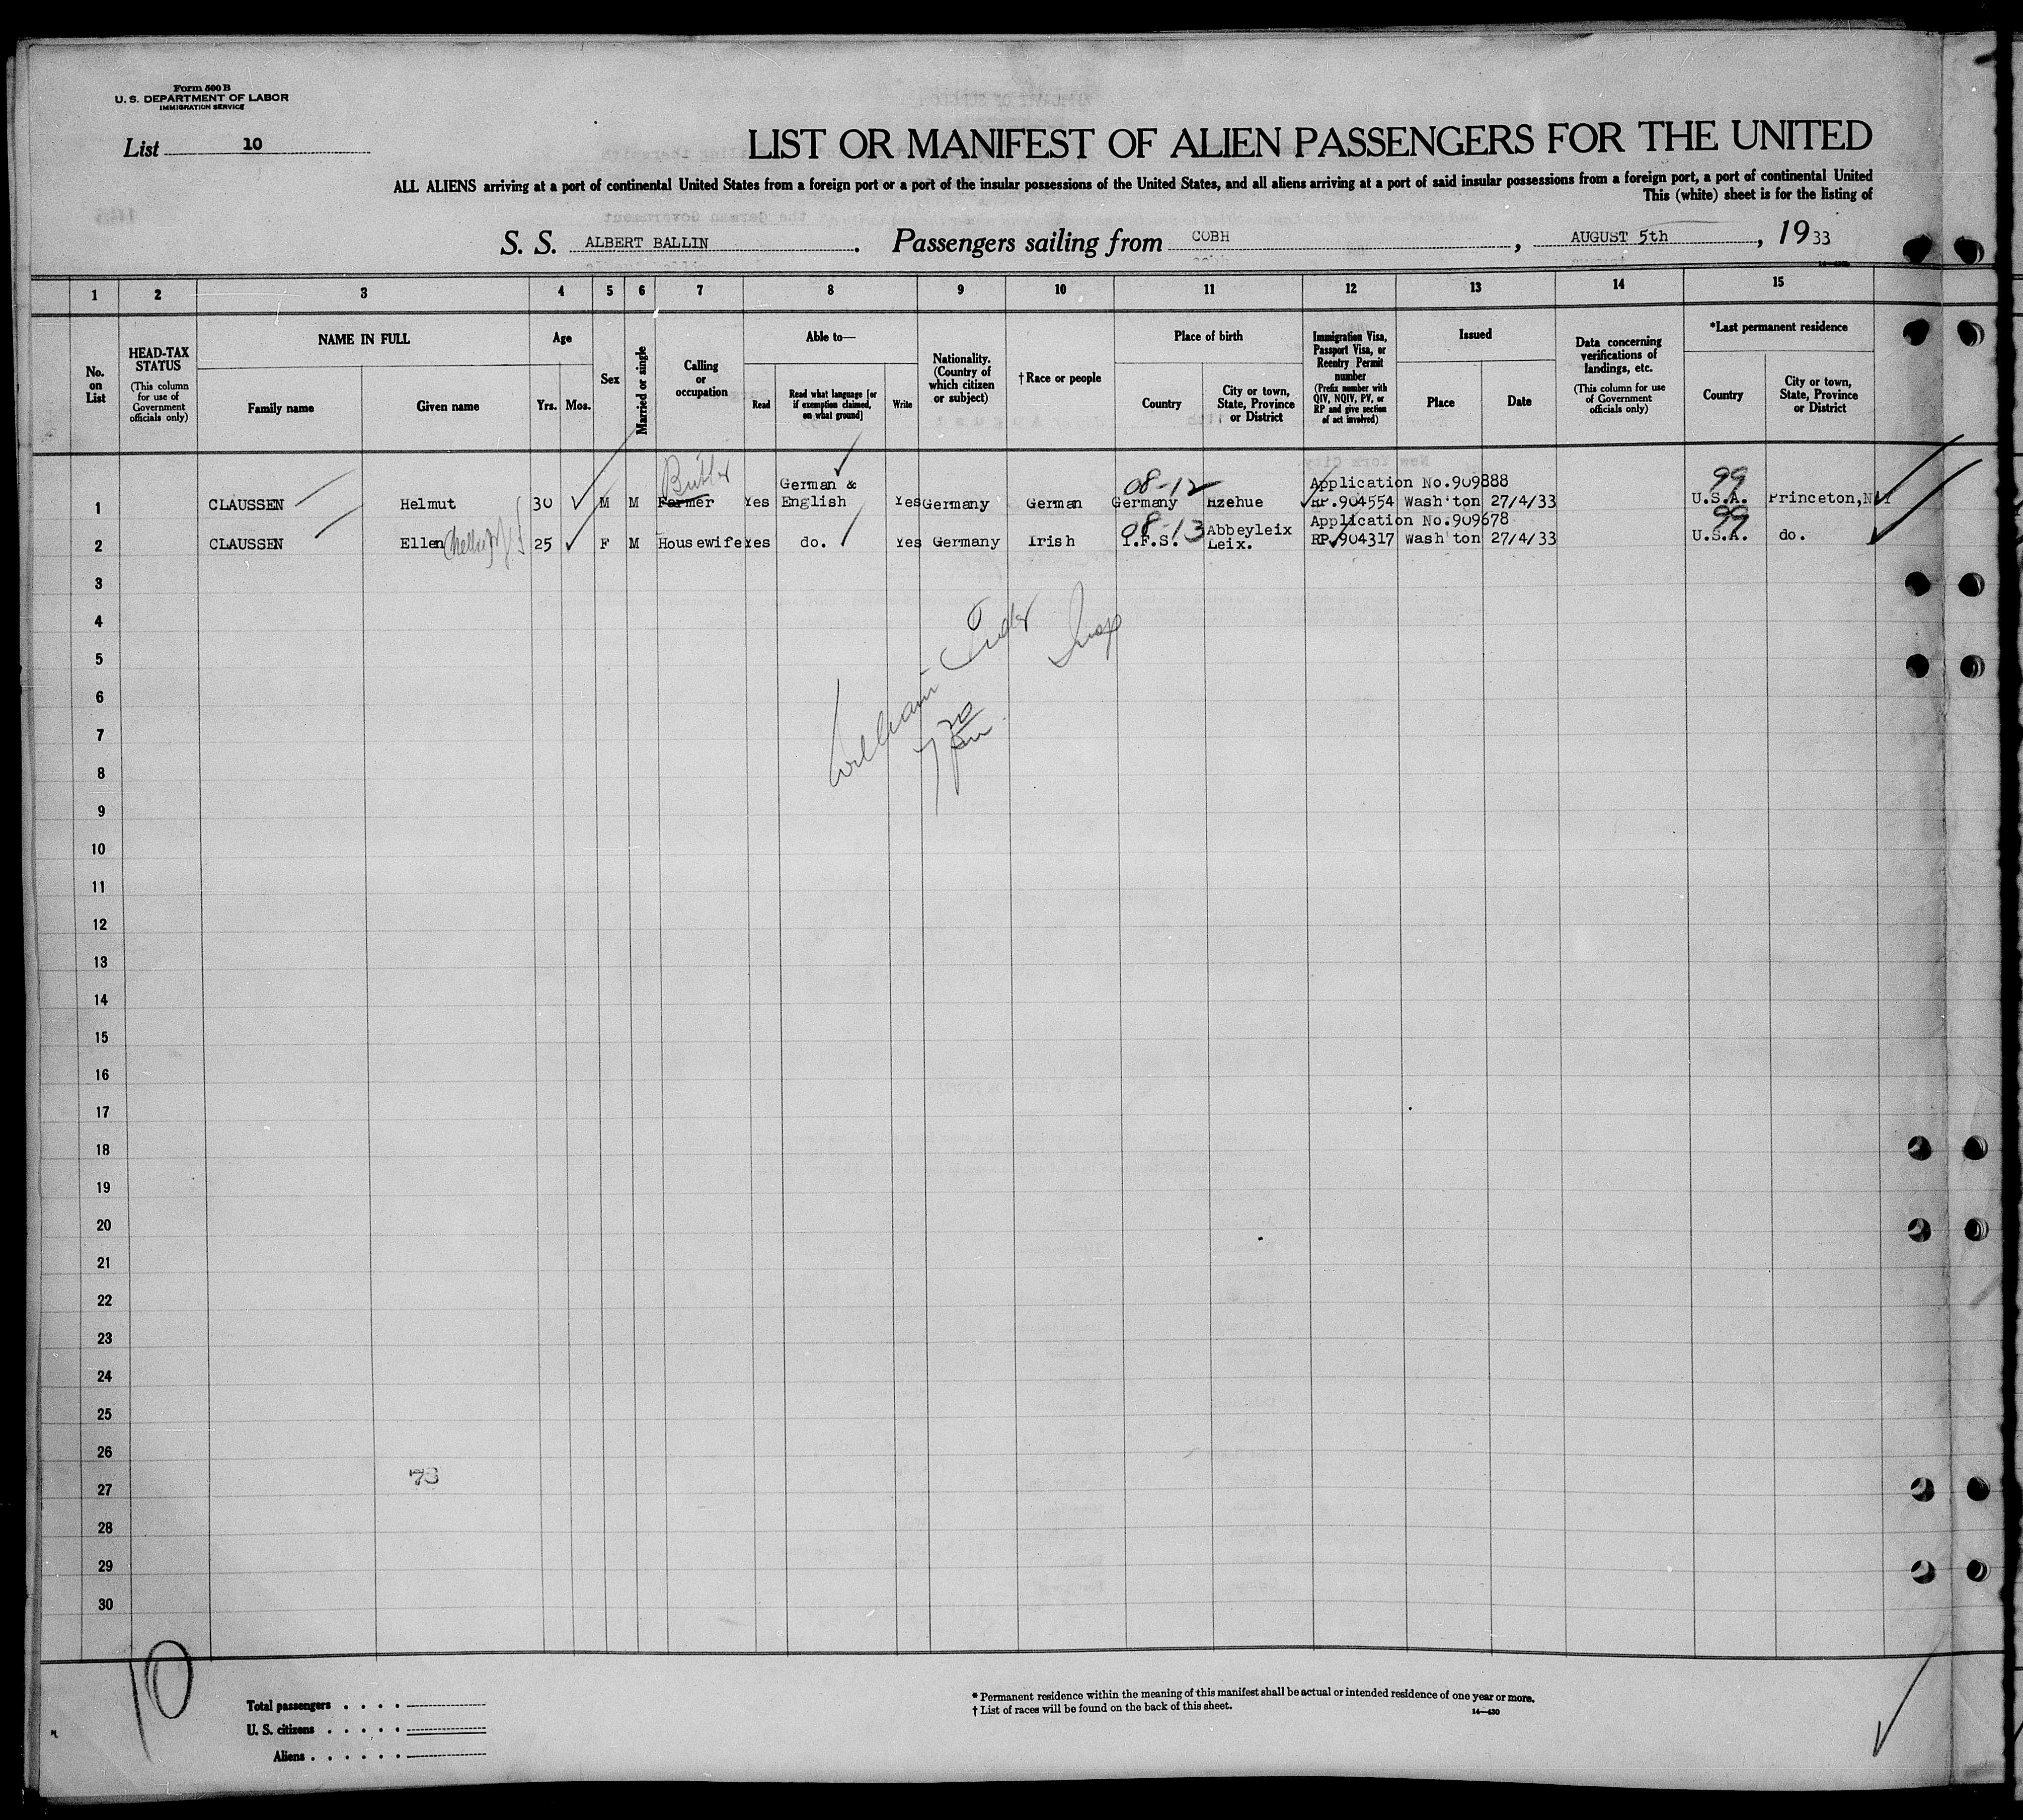 Form 500 B
U. S. DEPARTMENT OF LABOR
IMMIGRATION SERVICE
List 10
LIST OR MANIFEST OF ALIEN PASSENGERS FOR THE UNITED
ALL ALIENS arriving at a port of continental United States from a foreign port or a port of the insular possessions of the United States, and all aliens arriving at a port of said insular possessions from a foreign port, a port of continental United
This (white) sheet is for the listing of
S. S. ALBERT BALLIN . Passengers sailing from COBH , AUGUST 5th , 19 33
1 2 3 4 5 6 7 8 9 10 11 12 13 14 15
No. on List
HEAD-TAX STATUS
(This column for use of Government officials only)
NAME IN FULL
Family name
Given name
Age
Yrs. Mos.
Sex
Married or single
Calling or occupation
Able to—
Read
Read what language [or if exemption claimed, on what ground]
Write
Nationality. (Country of which citizen or subject)
†Race or people
Place of birth
Country
City or town, State, Province or District
Immigration Visa, Passport Visa, or Reentry Permit number
(Prefix number with QIV, NQIV, PV, or RP and give section of act involved)
Issued
Place
Date
Data concerning verifications of landings, etc.
(This column for use of Government officials only)
*Last permanent residence
Country
City or town, State, Province or District
Butler German & 08-12 Application No.909888 99
1 CLAUSSEN Helmut 30 M M Farmer Yes English Yes Germany German Germany RP.904554 Wash'ton 27/4/33 U.S.A. Princeton,
08-13 Abbeyleix Application No.909678 99
2 CLAUSSEN Ellen 25 F M Housewife Yes do. Yes Germany Irish I.F.S. Leix. RP.904317 Wash'ton 27/4/33 U.S.A. do.
3
4
5
6
7
8
9
10
11
12
13
14
15
16
17
18
19
20
21
22
23
24
25
26
73
27
28
29
30
10
Total passengers . . . .
U. S. citizens . . . . .
Aliens . . . . . .
* Permanent residence within the meaning of this manifest shall be actual or intended residence of one year or more.
† List of races will be found on the back of this sheet.
14—430